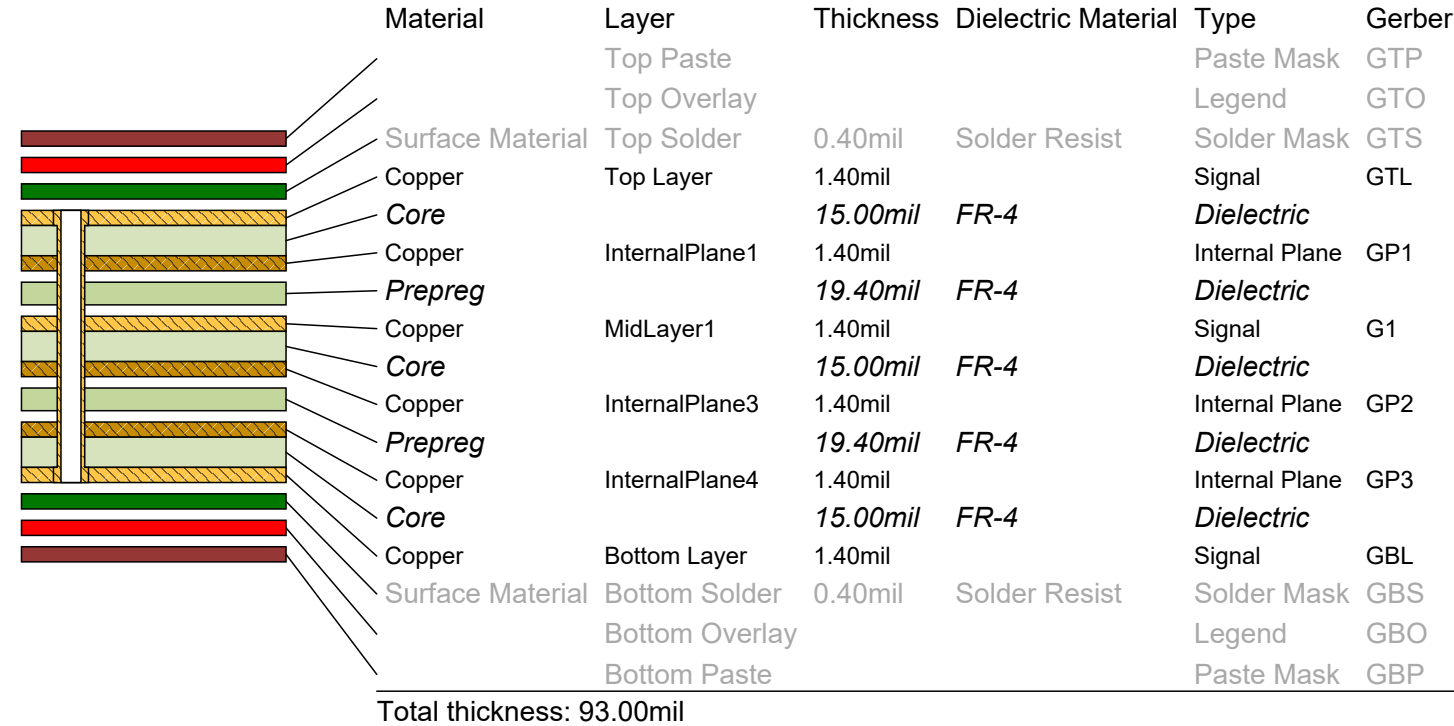 Material Layer Thickness Dielectric Material Type Gerber
Top Paste Paste Mask GTP
Top Overlay Legend GTO
Surface Material Top Solder 0.40mil Solder Resist Solder Mask GTS
Copper Top Layer 1.40mil Signal GTL
Core 15.00mil FR-4 Dielectric
Copper InternalPlane1 1.40mil Internal Plane GP1
Prepreg 19.40mil FR-4 Dielectric
Copper MidLayer1 1.40mil Signal G1
Core 15.00mil FR-4 Dielectric
Copper InternalPlane3 1.40mil Internal Plane GP2
Prepreg 19.40mil FR-4 Dielectric
Copper InternalPlane4 1.40mil Internal Plane GP3
Core 15.00mil FR-4 Dielectric
Copper Bottom Layer 1.40mil Signal GBL
Surface Material Bottom Solder 0.40mil Solder Resist Solder Mask GBS
Bottom Overlay Legend GBO
Bottom Paste Paste Mask GBP
Total thickness: 93.00mil